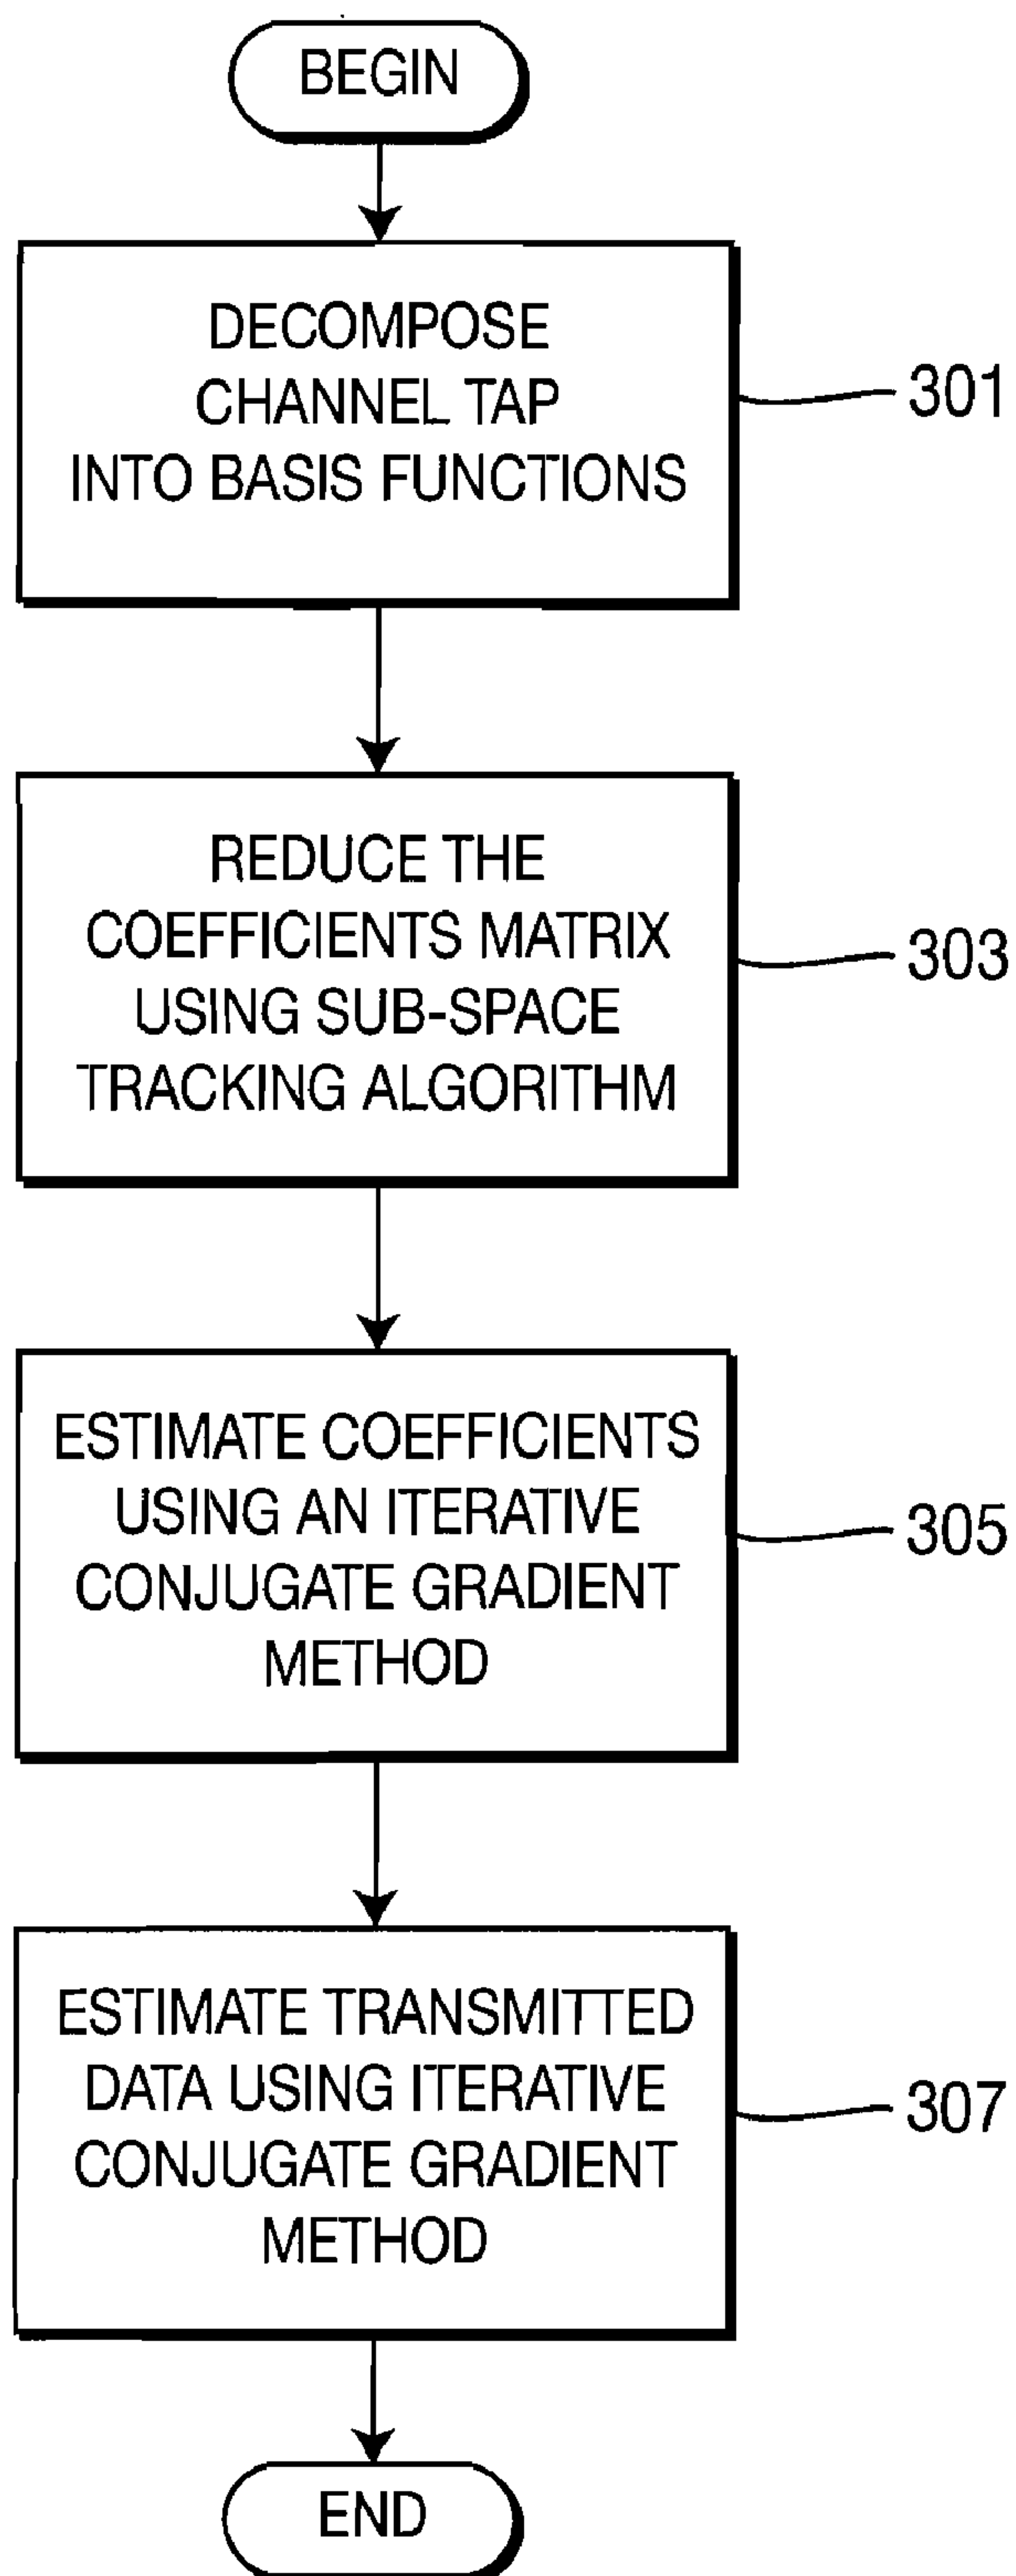 BEGIN
DECOMPOSE
CHANNEL TAP
INTO BASIS FUNCTIONS
301
REDUCE THE
COEFFICIENTS MATRIX
USING SUB-SPACE
TRACKING ALGORITHM
303
ESTIMATE COEFFICIENTS
USING AN ITERATIVE
CONJUGATE GRADIENT
METHOD
305
ESTIMATE TRANSMITTED
DATA USING ITERATIVE
CONJUGATE GRADIENT
METHOD
307
END